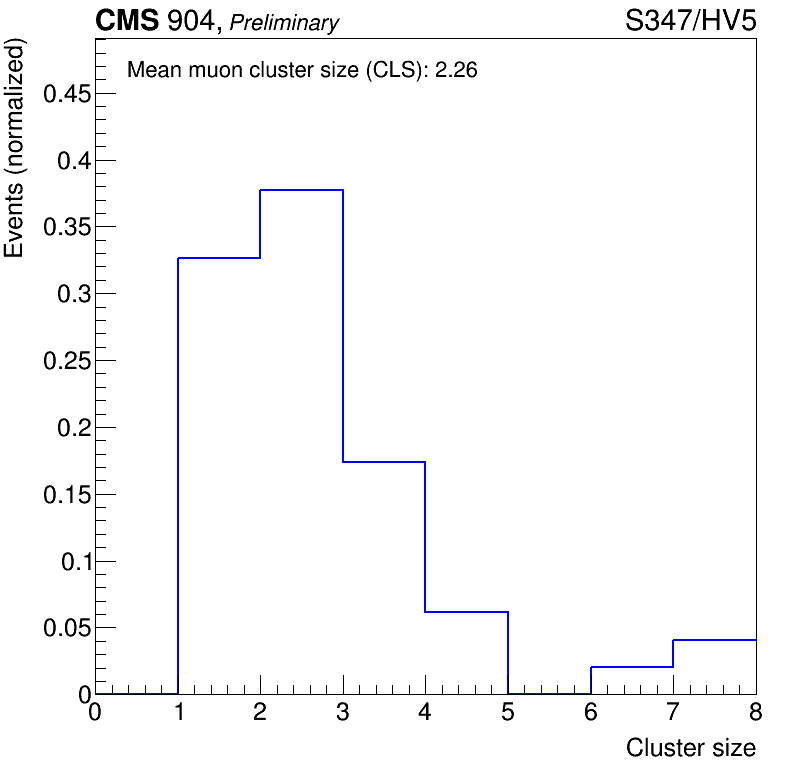 CMS 904, Preliminary S347/HV5
Mean muon cluster size (CLS): 2.26
Events (normalized)
0.45
0.4
0.35
0.3
0.25
0.2
0.15
0.1
0.05
0
0 1 2 3 4 5 6 7 8
Cluster size